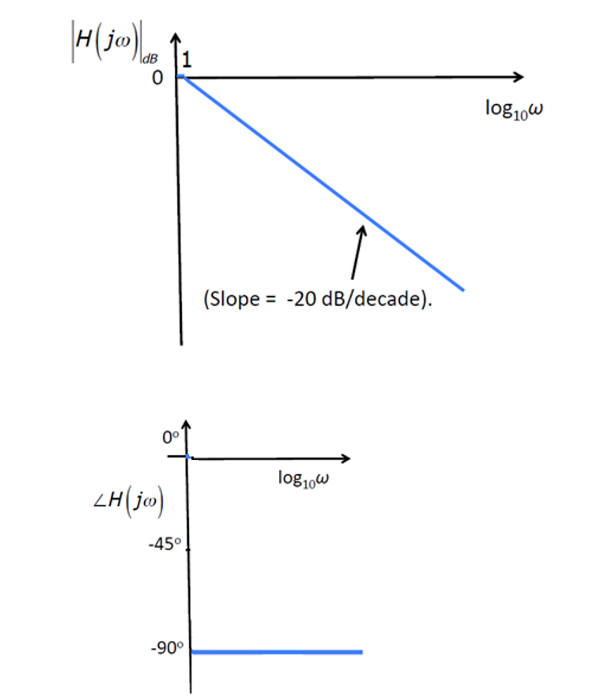 |H(jω)|dB
1
0
log₁₀ω
(Slope = -20 dB/decade).
0°
log₁₀ω
∠H(jω)
-45°
-90°